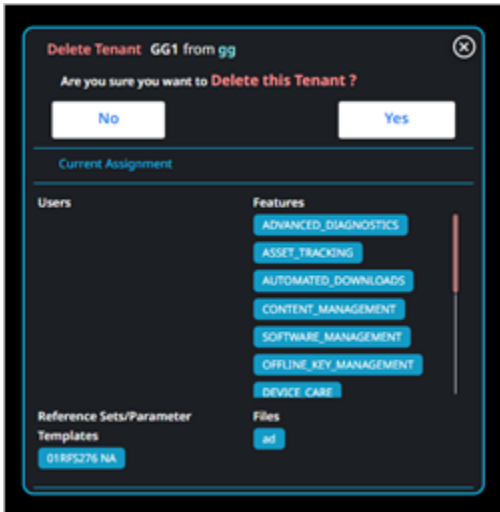 Delete Tenant GG1 from gg
Are you sure you want to Delete this Tenant ?
No Yes
Current Assignment
Users
Features
ADVANCED_DIAGNOSTICS
ASSET_TRACKING
AUTOMATED_DOWNLOADS
CONTENT_MANAGEMENT
SOFTWARE_MANAGEMENT
OFFLINE_KEY_MANAGEMENT
DEVICE_CARE
Reference Sets/Parameter
Templates
01RFS276 NA
Files
ad